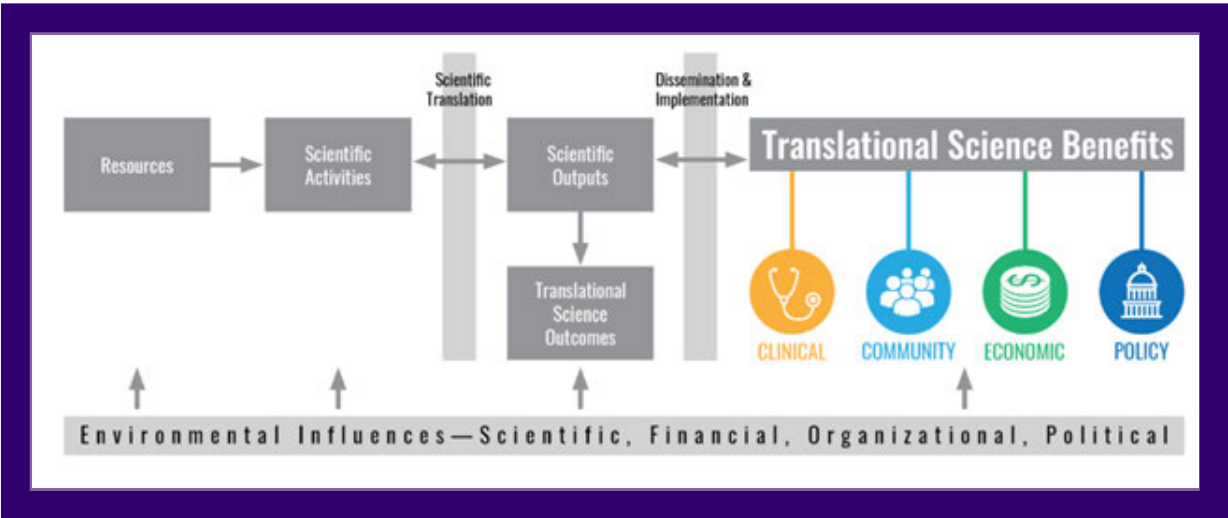 Scientific
Translation
Dissemination &
Implementation
Resources
Scientific
Activities
Scientific
Outputs
Translational Science Benefits
Translational
Science
Outcomes
CLINICAL
COMMUNITY
ECONOMIC
POLICY
Environmental Influences—Scientific, Financial, Organizational, Political